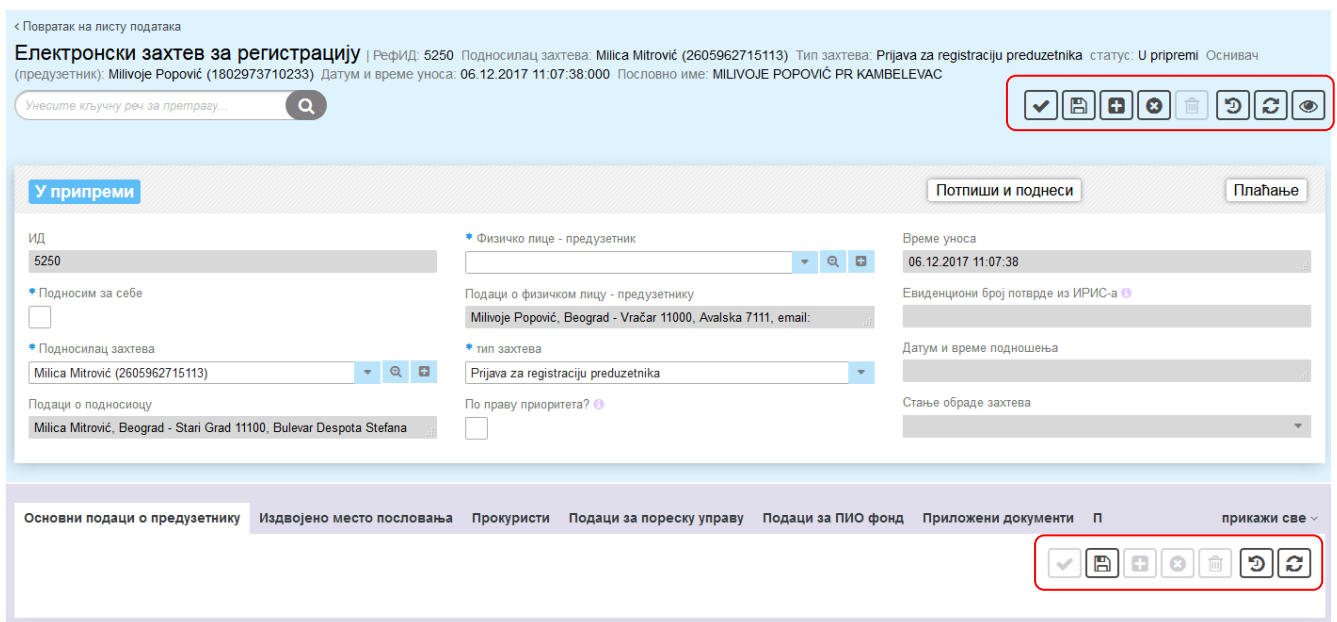 ‹ Повратак на листу података
Електронски захтев за регистрацију | РефИД: 5250 Подносилац захтева: Milica Mitrović (2605962715113) Тип захтева: Prijava za registraciju preduzetnika статус: U pripremi Оснивач
(предузетник): Milivoje Popović (1802973710233) Датум и време уноса: 06.12.2017 11:07:38:000 Пословно име: MILIVOJE POPOVIĆ PR KAMBELEVAC
Унесите кључну реч за претрагу...
У припреми
Потпиши и поднеси
Плаћање
ИД
* Физичко лице - предузетник
Време уноса
5250
06.12.2017 11:07:38
* Подносим за себе
Подаци о физичком лицу - предузетнику
Евиденциони број потврде из ИРИС-а
Milivoje Popović, Beograd - Vračar 11000, Avalska 7111, email:
* Подносилац захтева
* тип захтева
Датум и време подношења
Milica Mitrović (2605962715113)
Prijava za registraciju preduzetnika
Подаци о подносиоцу
По праву приоритета?
Стање обраде захтева
Milica Mitrović, Beograd - Stari Grad 11100, Bulevar Despota Stefana
Основни подаци о предузетнику Издвојено место пословања Прокуристи Подаци за пореску управу Подаци за ПИО фонд Приложени документи П прикажи све